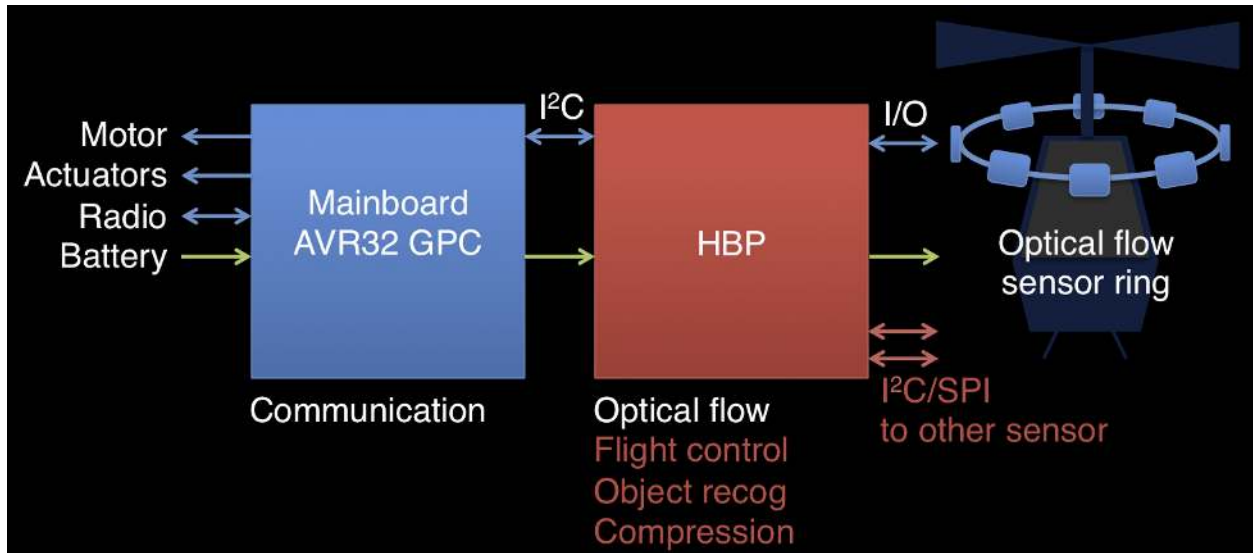 Motor
Actuators
Radio
Battery
Mainboard
AVR32 GPC
Communication
I²C
HBP
Optical flow
Flight control
Object recog
Compression
I/O
I²C/SPI
to other sensor
Optical flow
sensor ring